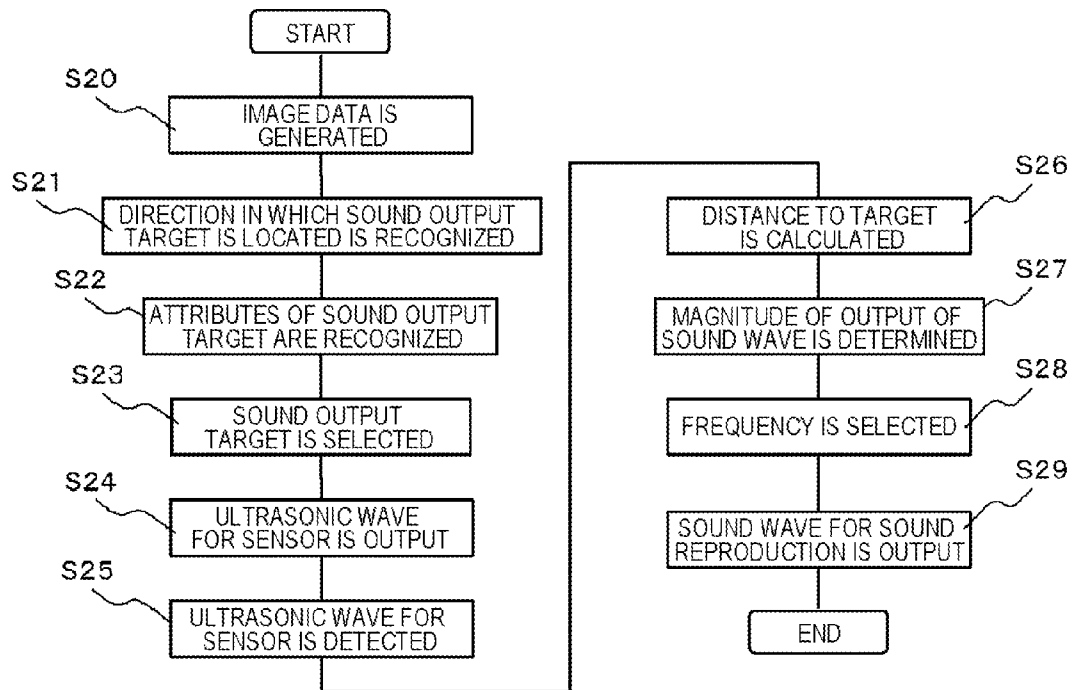 START
S20
IMAGE DATA IS
GENERATED
S21
DIRECTION IN WHICH SOUND OUTPUT
TARGET IS LOCATED IS RECOGNIZED
S22
ATTRIBUTES OF SOUND OUTPUT
TARGET ARE RECOGNIZED
S23
SOUND OUTPUT
TARGET IS SELECTED
S24
ULTRASONIC WAVE
FOR SENSOR IS OUTPUT
S25
ULTRASONIC WAVE FOR
SENSOR IS DETECTED
S26
DISTANCE TO TARGET
IS CALCULATED
S27
MAGNITUDE OF OUTPUT OF
SOUND WAVE IS DETERMINED
S28
FREQUENCY IS SELECTED
S29
SOUND WAVE FOR SOUND
REPRODUCTION IS OUTPUT
END